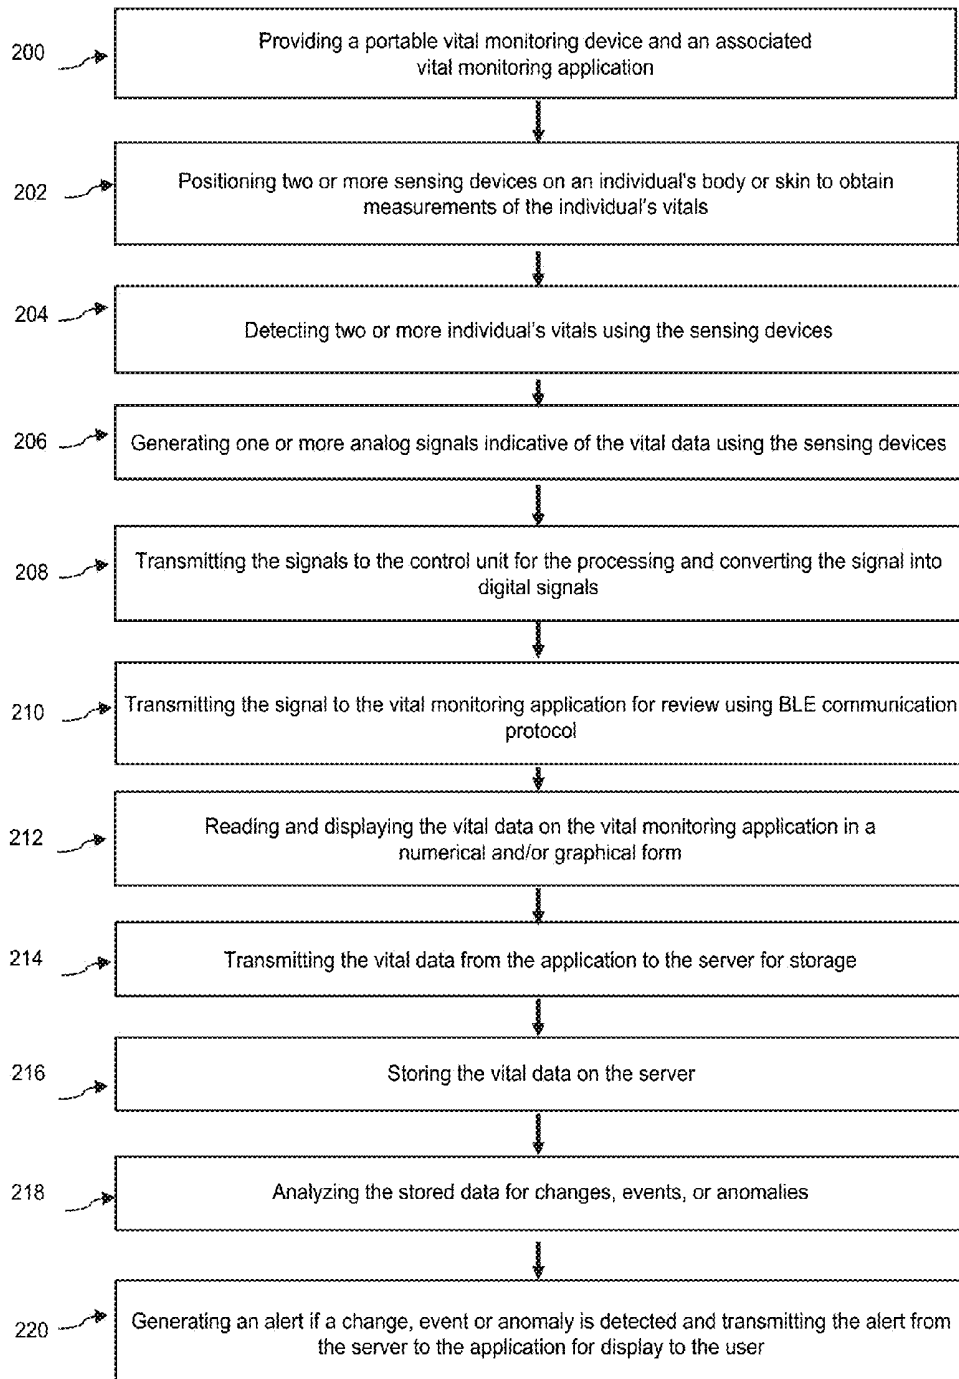 200
Providing a portable vital monitoring device and an associated
vital monitoring application
202
Positioning two or more sensing devices on an individual's body or skin to obtain
measurements of the individual's vitals
204
Detecting two or more individual's vitals using the sensing devices
206
Generating one or more analog signals indicative of the vital data using the sensing devices
208
Transmitting the signals to the control unit for the processing and converting the signal into
digital signals
210
Transmitting the signal to the vital monitoring application for review using BLE communication
protocol
212
Reading and displaying the vital data on the vital monitoring application in a
numerical and/or graphical form
214
Transmitting the vital data from the application to the server for storage
216
Storing the vital data on the server
218
Analyzing the stored data for changes, events, or anomalies
220
Generating an alert if a change, event or anomaly is detected and transmitting the alert from
the server to the application for display to the user